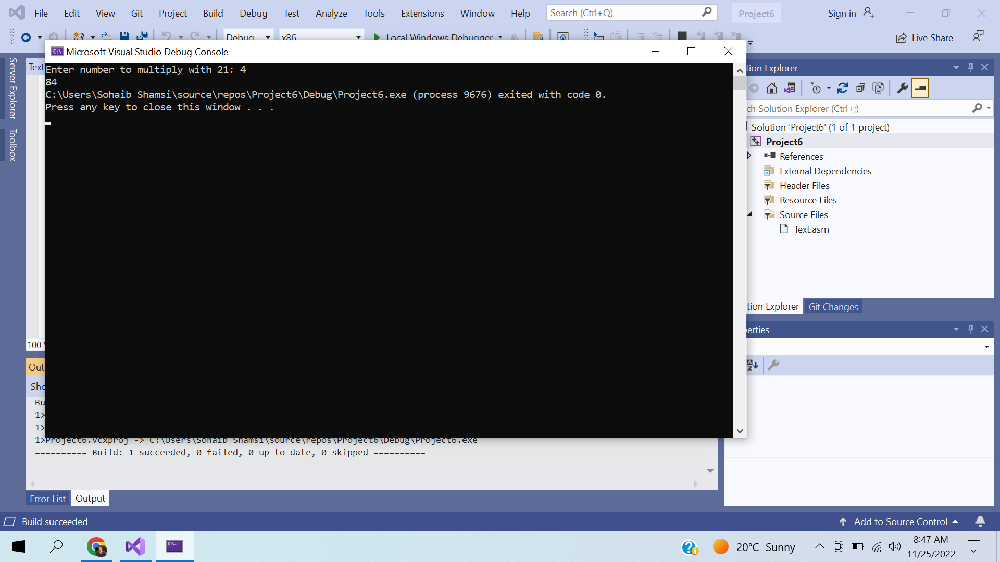 File Edit View Git Project Build Debug Test Analyze Tools Extensions Window Help Search (Ctrl+Q) Project6 Sign in
Debug x86 Local Windows Debugger Live Share
Microsoft Visual Studio Debug Console
Server Explorer
Toolbox
Text.
Enter number to multiply with 21: 4
84
C:\Users\Sohaib Shamsi\source\repos\Project6\Debug\Project6.exe (process 9676) exited with code 0.
Press any key to close this window . . .
tion Explorer
ch Solution Explorer (Ctrl+;)
Solution 'Project6' (1 of 1 project)
Project6
References
External Dependencies
Header Files
Resource Files
Source Files
Text.asm
tion Explorer Git Changes
erties
100 %
Outp
Sho
Bu
1>
1>
1>Project6.vcxproj -> C:\Users\Sohaib Shamsi\source\repos\Project6\Debug\Project6.exe
========== Build: 1 succeeded, 0 failed, 0 up-to-date, 0 skipped ==========
Error List Output
Build succeeded Add to Source Control
20°C Sunny
8:47 AM
11/25/2022